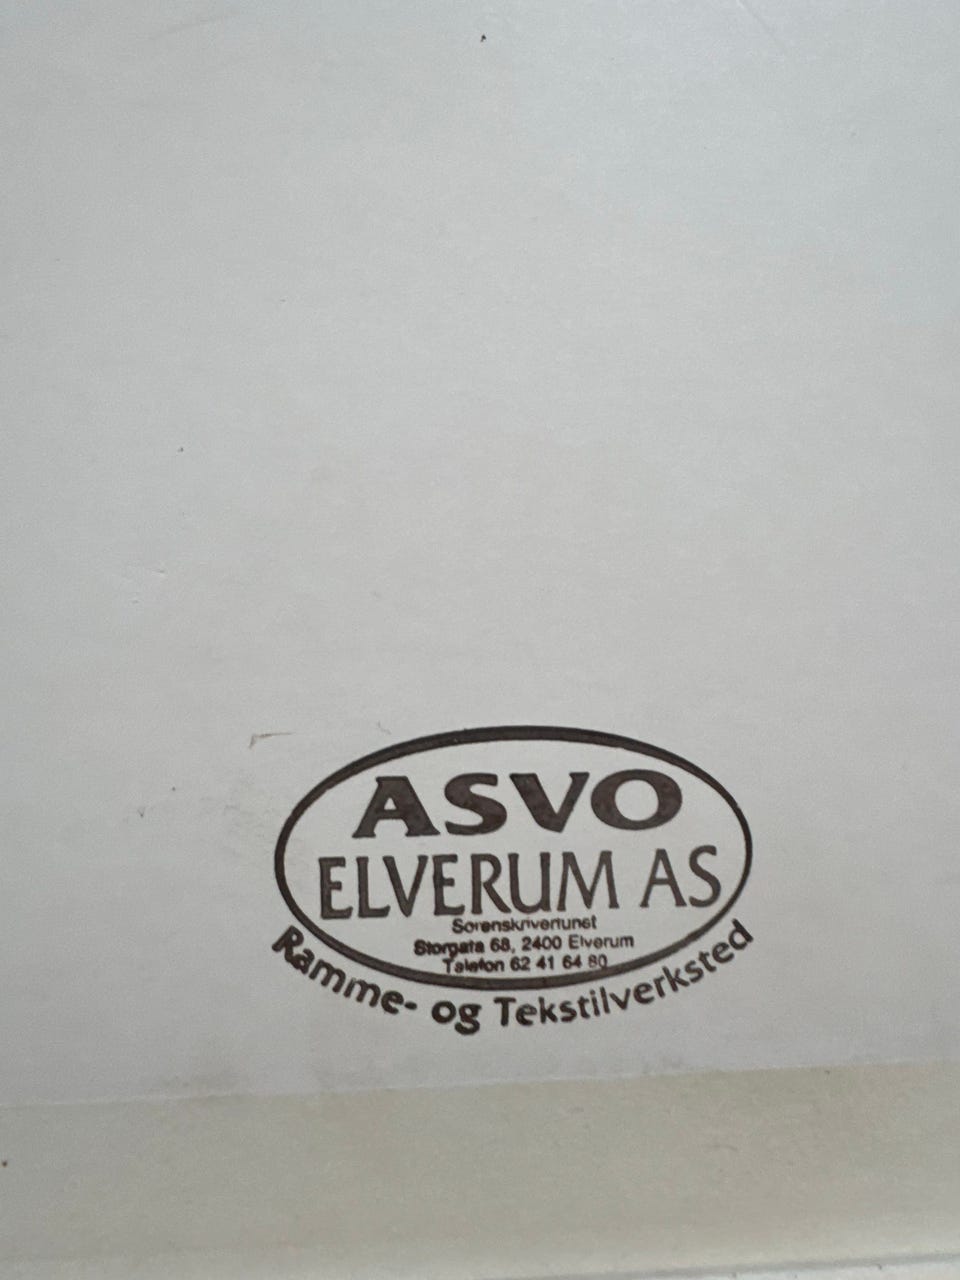 ASVO
ELVERUM AS
Sorenskrivertunet
Storgata 68, 2400 Elverum
Telefon 62 41 64 80
Ramme- og Tekstilverksted